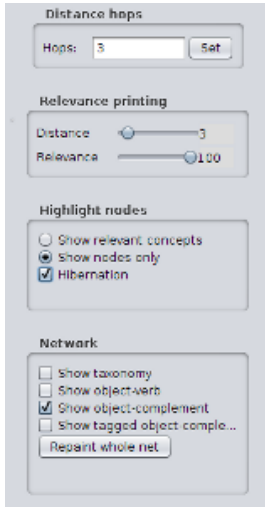 Distance hops
Hops: 3 Set
Relevance printing
Distance 3
Relevance 100
Highlight nodes
Show relevant concepts
Show nodes only
Hibernation
Network
Show taxonomy
Show object-verb
Show object-complement
Show tagged object-comple...
Repaint whole net